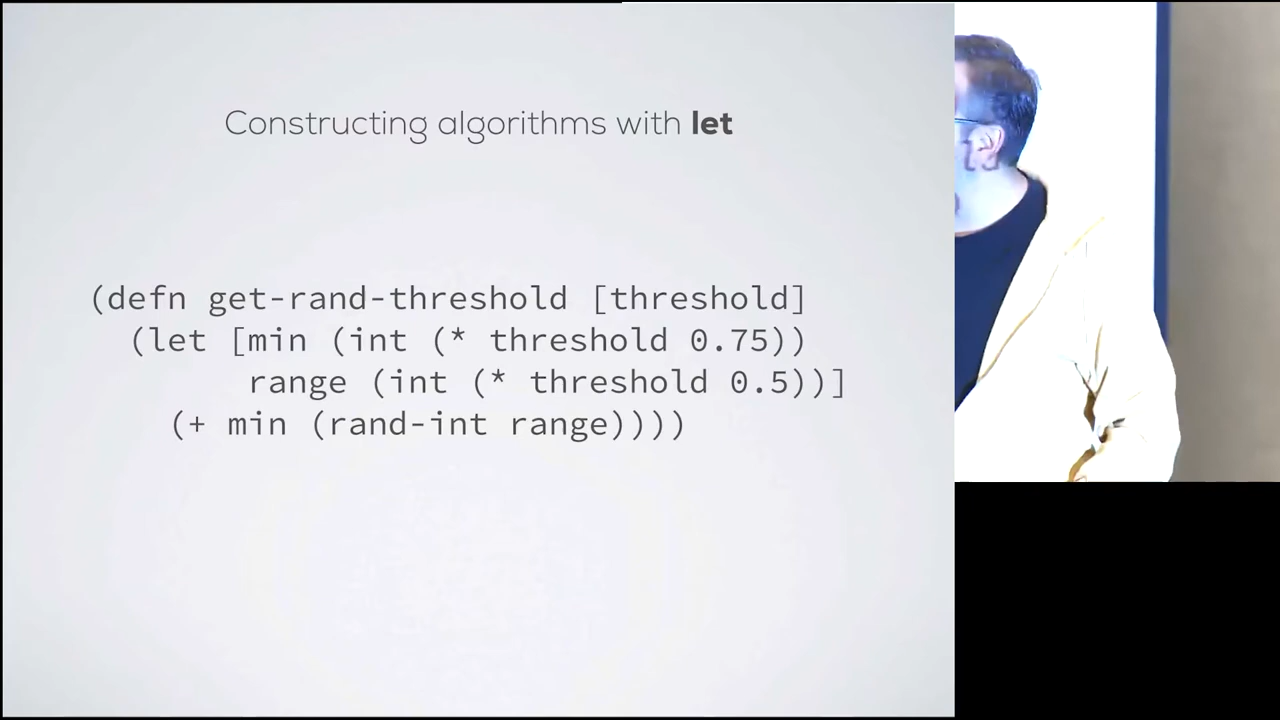 Constructing algorithms with let
(defn get-rand-threshold [threshold]
  (let [min (int (* threshold 0.75))
        range (int (* threshold 0.5))]
    (+ min (rand-int range))))